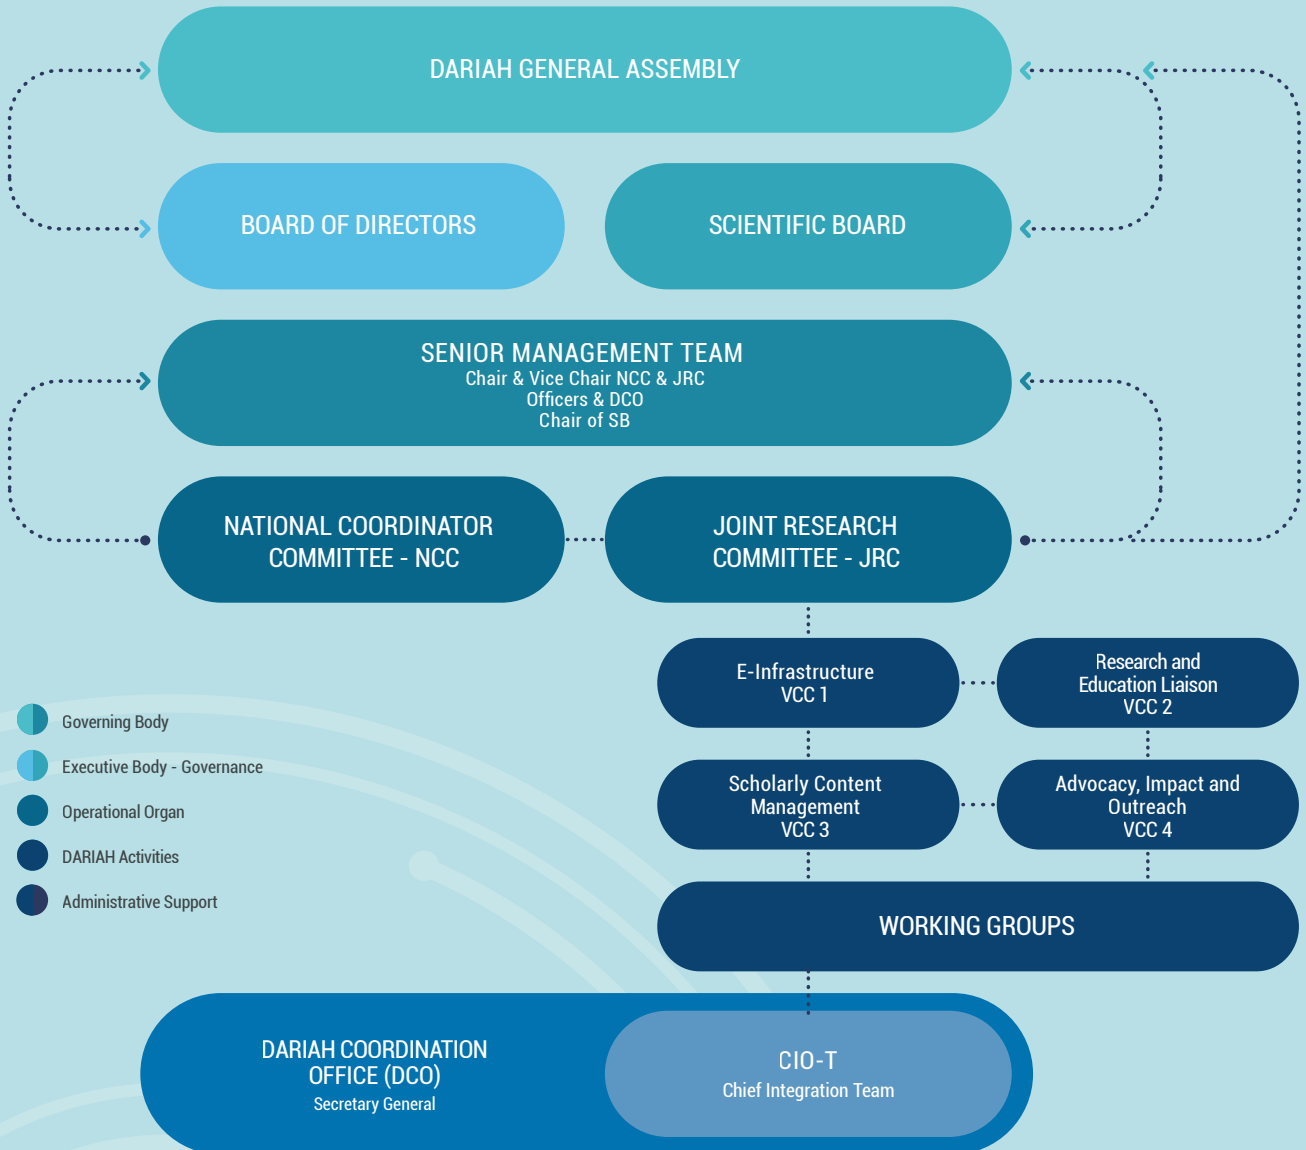 DARIAH GENERAL ASSEMBLY
BOARD OF DIRECTORS
SCIENTIFIC BOARD
SENIOR MANAGEMENT TEAM
Chair & Vice Chair NCC & JRC
Officers & DCO
Chair of SB
NATIONAL COORDINATOR
COMMITTEE - NCC
JOINT RESEARCH
COMMITTEE - JRC
E-Infrastructure
VCC 1
Research and
Education Liaison
VCC 2
Scholarly Content
Management
VCC 3
Advocacy, Impact and
Outreach
VCC 4
Governing Body
Executive Body - Governance
Operational Organ
DARIAH Activities
Administrative Support
WORKING GROUPS
DARIAH COORDINATION
OFFICE (DCO)
Secretary General
CIO-T
Chief Integration Team